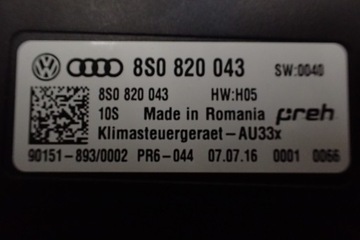 8S0 820 043 SW:0040
8S0 820 043 HW:H05
10S Made in Romania preh
Klimasteuergeraet-AU33x
90151-893/0002 PR6-044 07.07.16 0001 0066